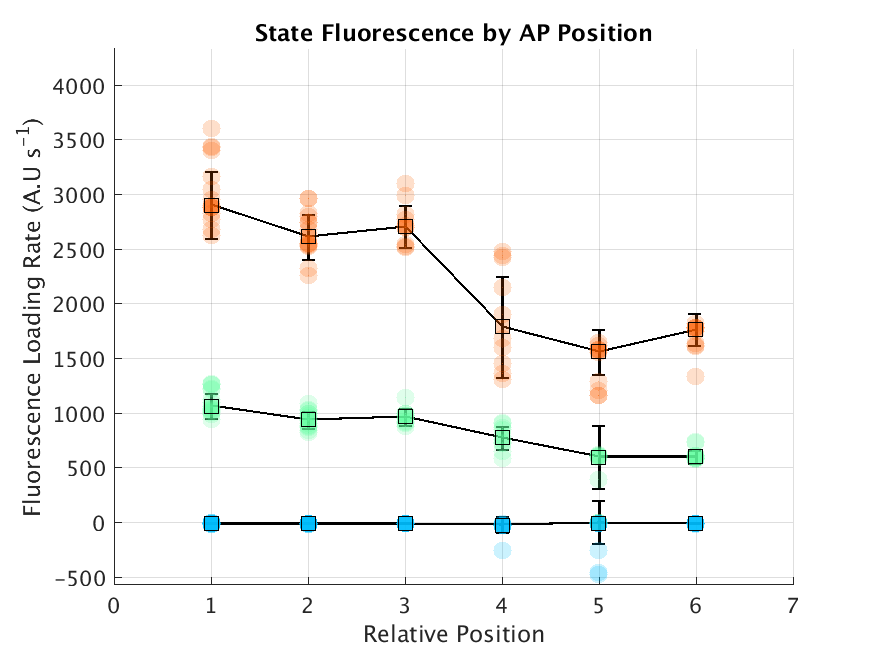 State Fluorescence by AP Position
Fluorescence Loading Rate (A.U s⁻¹)
4000
3500
3000
2500
2000
1500
1000
500
0
−500
0 1 2 3 4 5 6 7
Relative Position